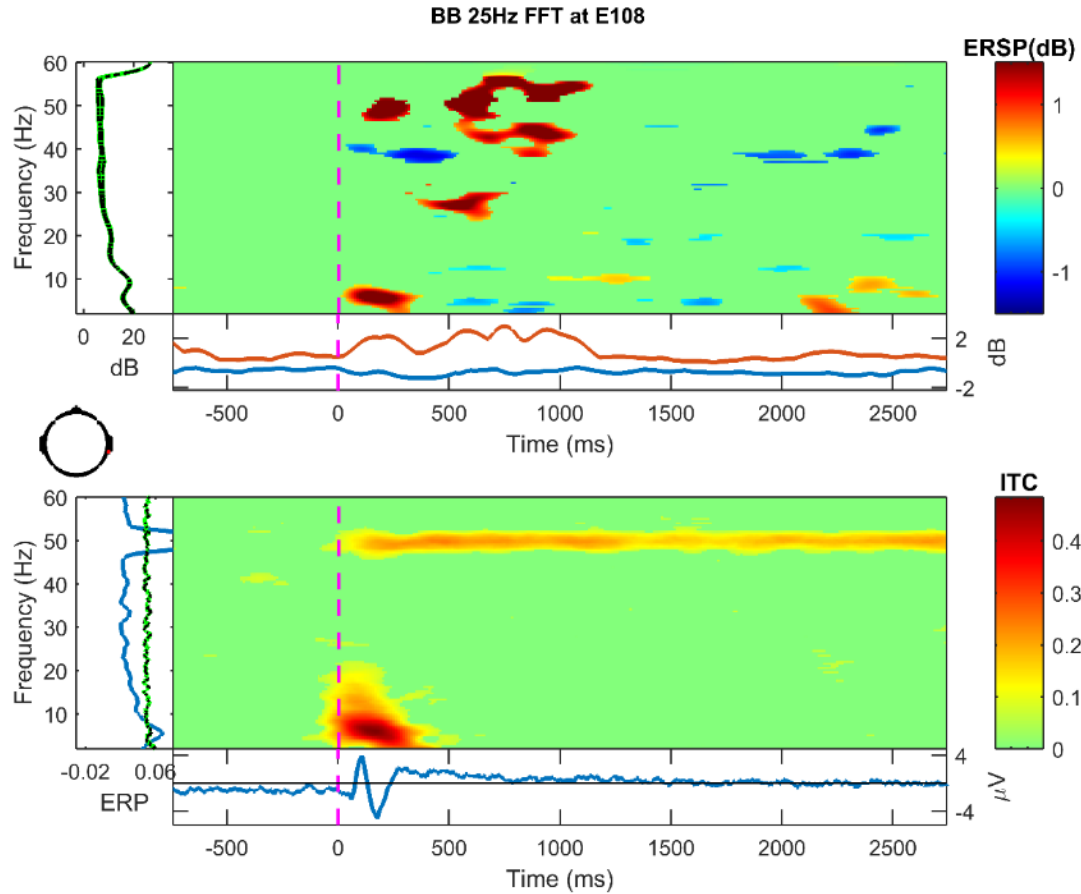 BB 25Hz FFT at E108
ERSP(dB)
Frequency (Hz)
60
50
40
30
20
10
1
0
-1
0 20
dB
2
-2
dB
-500 0 500 1000 1500 2000 2500
Time (ms)
ITC
Frequency (Hz)
60
50
40
30
20
10
0.4
0.3
0.2
0.1
0
-0.02 0.06
ERP
4
-4
μV
-500 0 500 1000 1500 2000 2500
Time (ms)